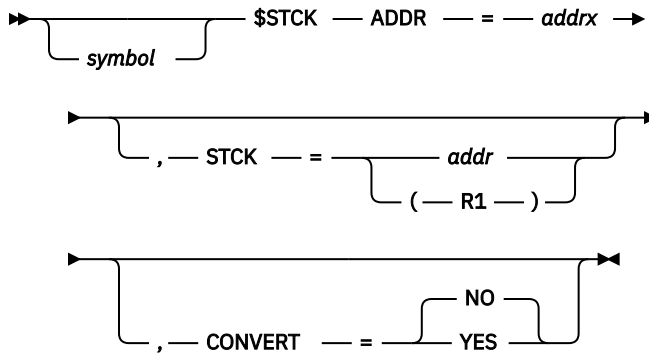 $STCK ADDR = addrx
symbol
, STCK = addr
( R1 )
NO
, CONVERT = YES